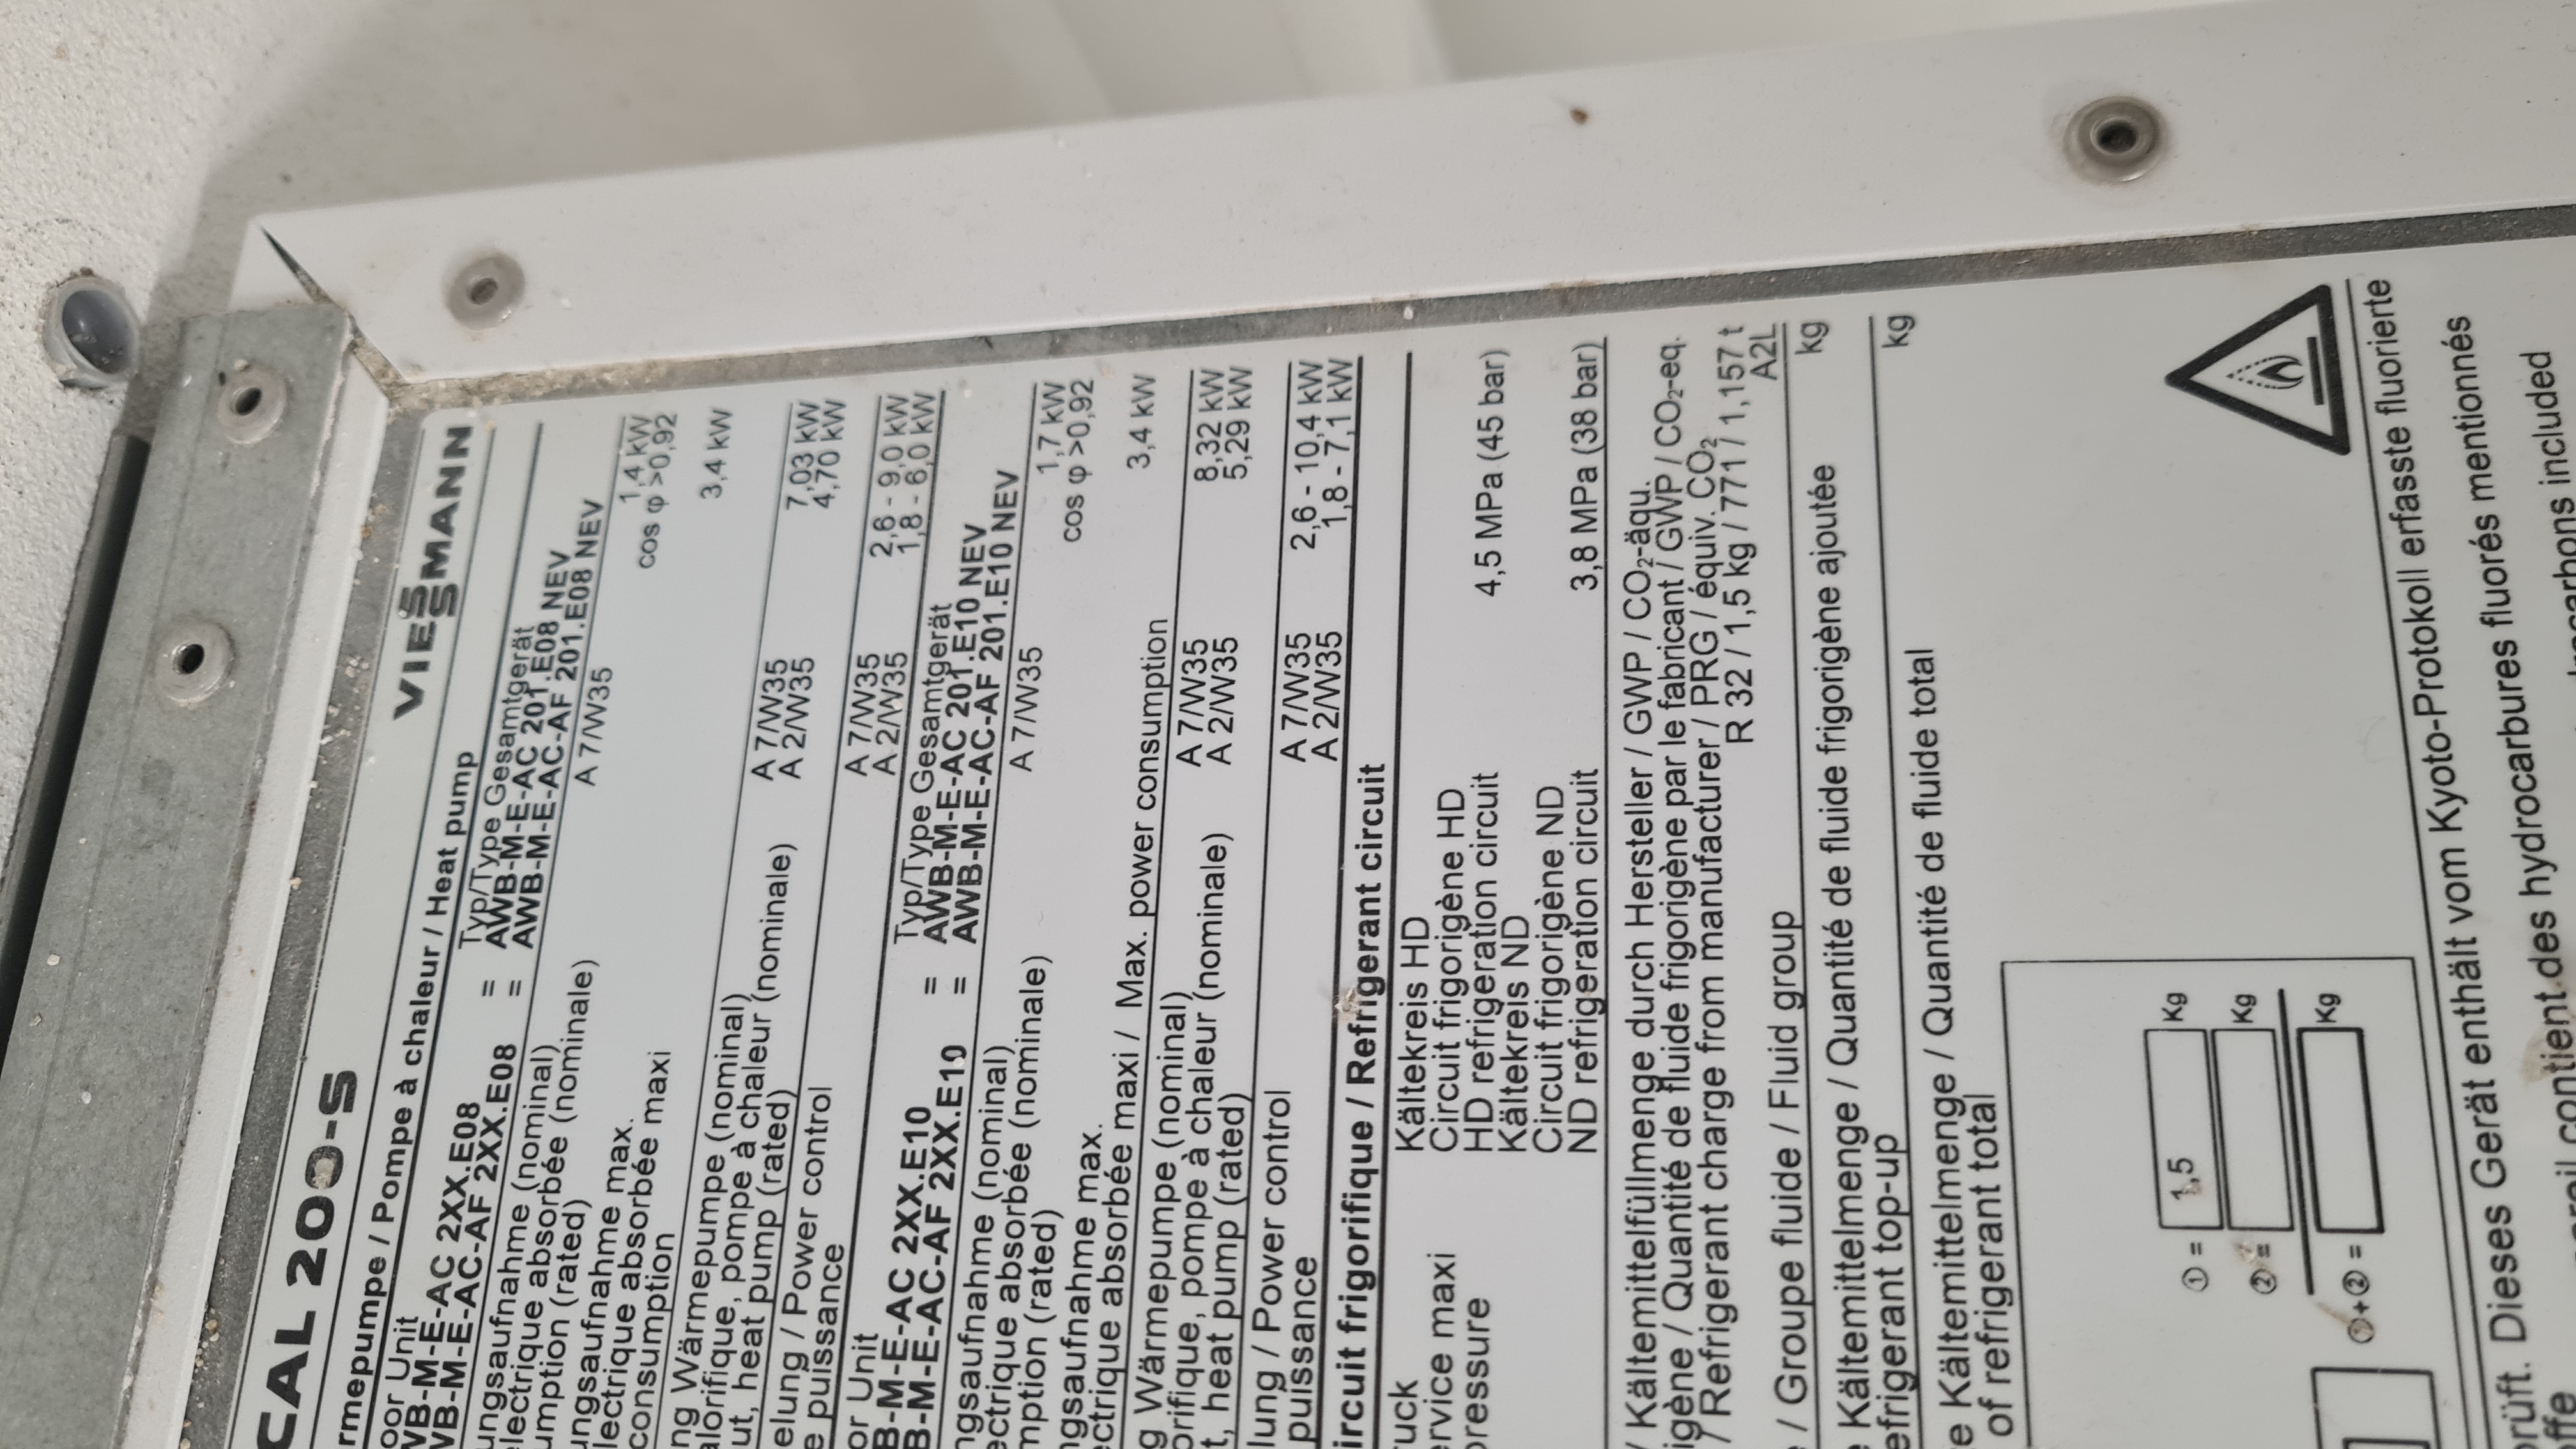 CAL 200-S
VIESSMANN
rmepumpe / Pompe à chaleur / Heat pump
oor Unit Typ/Type Gesamtgerät
WB-M-E-AC 2XX.E08 = AWB-M-E-AC 201.E08 NEV
WB-M-E-AC-AF 2XX.E08 = AWB-M-E-AC-AF 201.E08 NEV
ungsaufnahme (nominal) A 7/W35 1,4 kW
electrique absorbée (nominale) cos φ >0,92
umption (rated)
ungsaufnahme max. 3,4 kW
lectrique absorbée maxi
consumption
ng Wärmepumpe (nominal) A 7/W35 7,03 kW
alorifique, pompe à chaleur (nominale) A 2/W35 4,70 kW
ut, heat pump (rated)
elung / Power control A 7/W35 2,6 - 9,0 kW
e puissance A 2/W35 1,8 - 6,0 kW
or Unit Typ/Type Gesamtgerät
B-M-E-AC 2XX.E10 = AWB-M-E-AC 201.E10 NEV
B-M-E-AC-AF 2XX.E10 = AWB-M-E-AC-AF 201.E10 NEV
ngsaufnahme (nominal) A 7/W35 1,7 kW
ectrique absorbée (nominale) cos φ >0,92
mption (rated)
ngsaufnahme max. 3,4 kW
ectrique absorbée maxi / Max. power consumption
g Wärmepumpe (nominal) A 7/W35 8,32 kW
orifique, pompe à chaleur (nominale) A 2/W35 5,29 kW
t, heat pump (rated)
lung / Power control A 7/W35 2,6 - 10,4 kW
puissance A 2/W35 1,8 - 7,1 kW
ircuit frigorifique / Refrigerant circuit
ruck Kältekreis HD
ervice maxi Circuit frigorigène HD
ressure HD refrigeration circuit 4,5 MPa (45 bar)
Kältekreis ND
Circuit frigorigène ND
ND refrigeration circuit 3,8 MPa (38 bar)
/ Kältemittelfüllmenge durch Hersteller / GWP / CO₂-äqu.
igène / Quantité de fluide frigorigène par le fabricant / GWP / CO₂-eq.
/ Refrigerant charge from manufacturer / PRG / équiv. CO₂
R 32 / 1,5 kg / 771 / 1,157 t
/ Groupe fluide / Fluid group A2L
e Kältemittelmenge / Quantité de fluide frigorigène ajoutée kg
efrigerant top-up
e Kältemittelmenge / Quantité de fluide total kg
of refrigerant total
① = 1,5 Kg
② = Kg
①+② = Kg
rüft. Dieses Gerät enthält vom Kyoto-Protokoll erfasste fluorierte
ffe
contient des hydrocarbures fluorés mentionnés
included